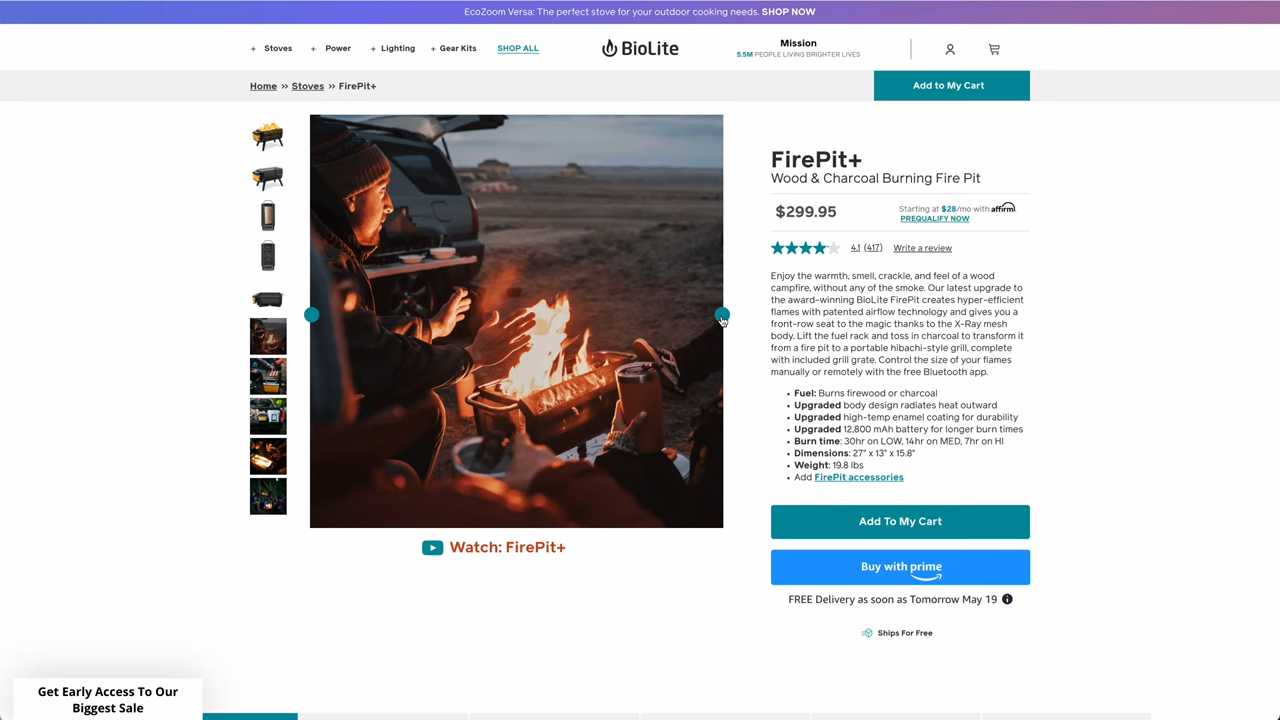 EcoZoom Versa: The perfect stove for your outdoor cooking needs. SHOP NOW
+ Stoves + Power + Lighting + Gear Kits SHOP ALL
BioLite
Mission
5.5M PEOPLE LIVING BRIGHTER LIVES
Home » Stoves » FirePit+
Add to My Cart
FirePit+
Wood & Charcoal Burning Fire Pit
$299.95
Starting at $28/mo with affirm
PREQUALIFY NOW
4.1 (417) Write a review
Enjoy the warmth, smell, crackle, and feel of a wood
campfire, without any of the smoke. Our latest upgrade to
the award-winning BioLite FirePit creates hyper-efficient
flames with patented airflow technology and gives you a
front-row seat to the magic thanks to the X-Ray mesh
body. Lift the fuel rack and toss in charcoal to transform it
from a fire pit to a portable hibachi-style grill, complete
with included grill grate. Control the size of your flames
manually or remotely with the free Bluetooth app.
• Fuel: Burns firewood or charcoal
• Upgraded body design radiates heat outward
• Upgraded high-temp enamel coating for durability
• Upgraded 12,800 mAh battery for longer burn times
• Burn time: 30hr on LOW, 14hr on MED, 7hr on HI
• Dimensions: 27" x 13" x 15.8"
• Weight: 19.8 lbs
• Add FirePit accessories
Add To My Cart
Buy with prime
FREE Delivery as soon as Tomorrow May 19
Ships For Free
Watch: FirePit+
Get Early Access To Our
Biggest Sale